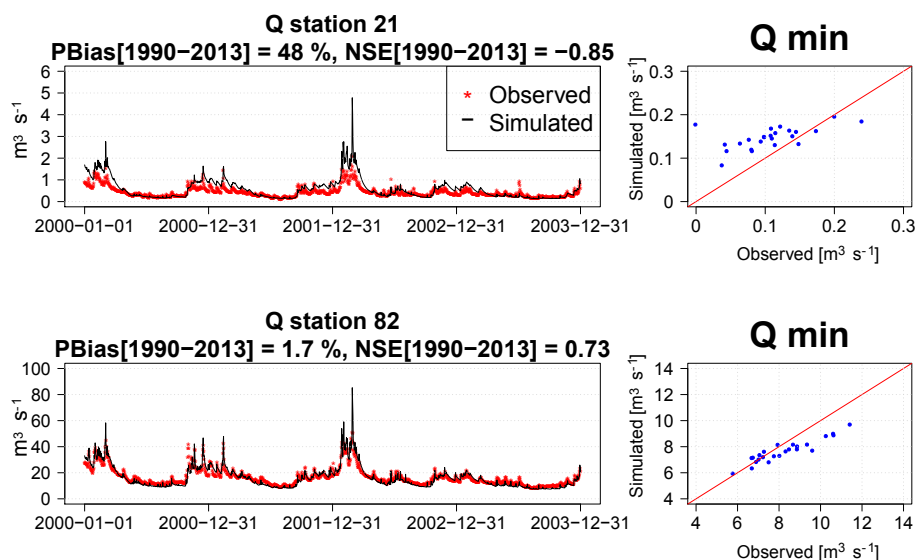 Q station 21
PBias[1990−2013] = 48 %, NSE[1990−2013] = −0.85
m³ s⁻¹
6
5
4
3
2
1
0
* Observed
− Simulated
2000−01−01 2000−12−31 2001−12−31 2002−12−31 2003−12−31
Q min
Simulated [m³ s⁻¹]
0.3
0.2
0.1
0
0 0.1 0.2 0.3
Observed [m³ s⁻¹]
Q station 82
PBias[1990−2013] = 1.7 %, NSE[1990−2013] = 0.73
m³ s⁻¹
100
80
60
40
20
0
2000−01−01 2000−12−31 2001−12−31 2002−12−31 2003−12−31
Q min
Simulated [m³ s⁻¹]
14
12
10
8
6
4
4 6 8 10 12 14
Observed [m³ s⁻¹]